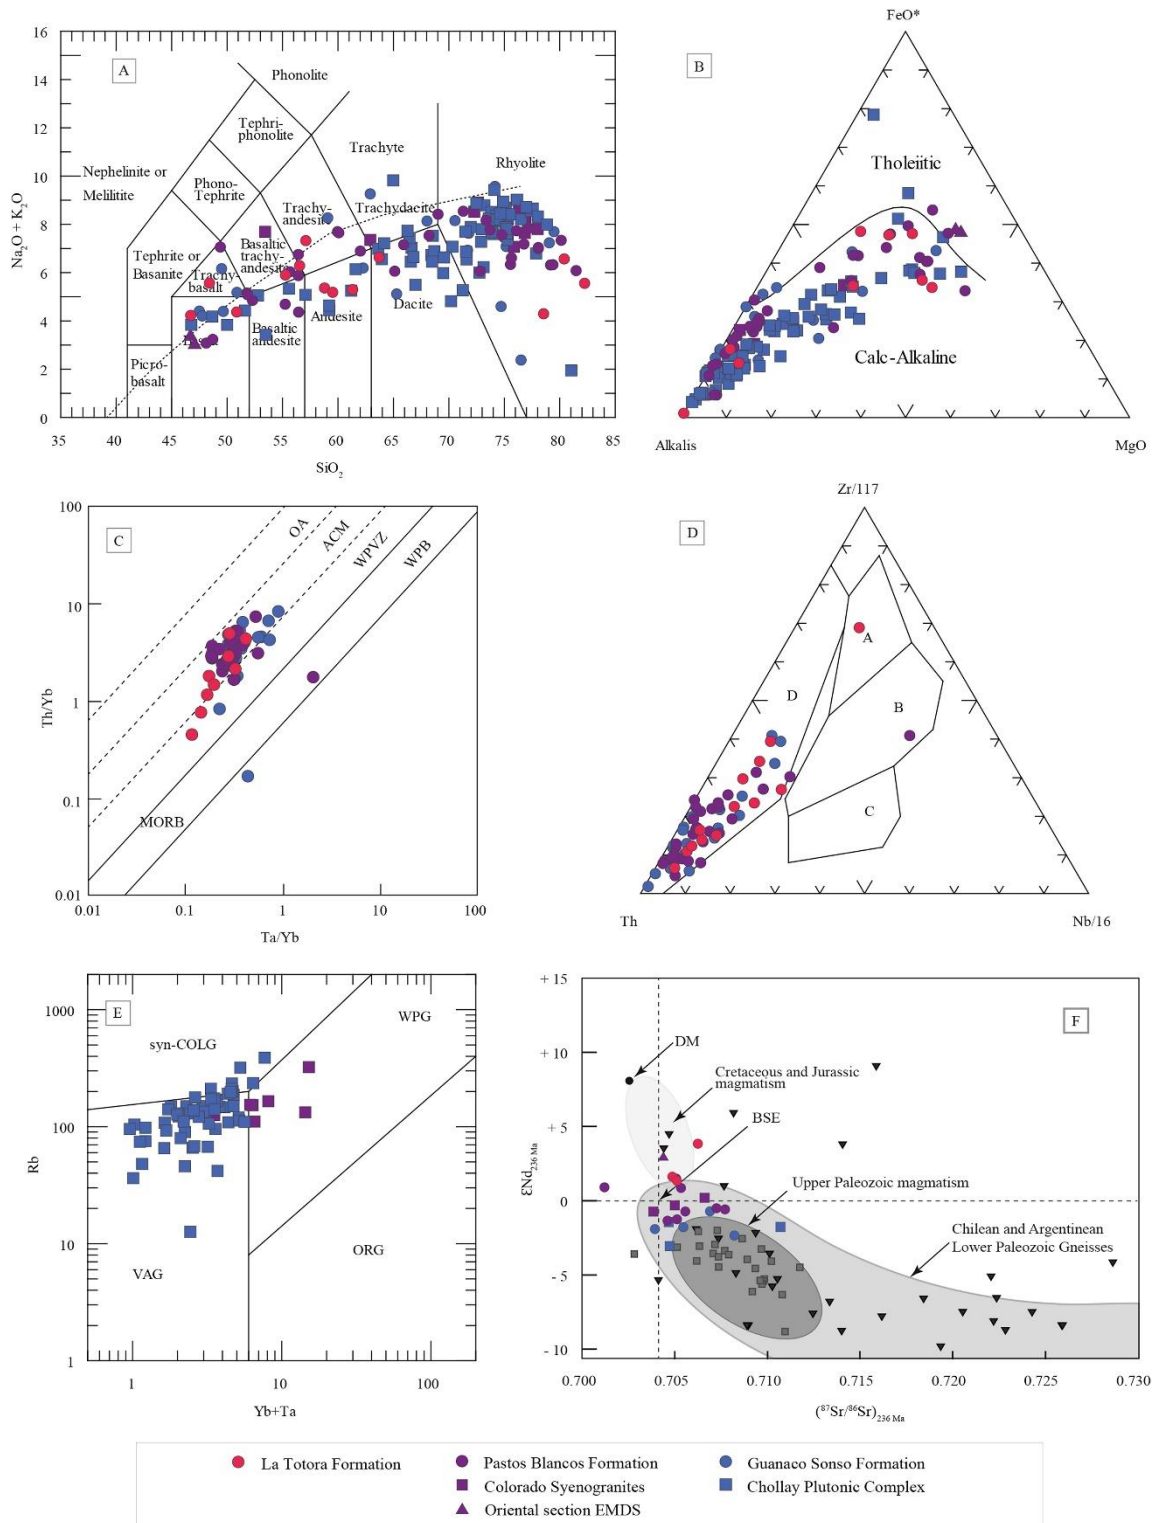 A
16
14
12
10
8
6
4
2
0
Na₂O + K₂O
35
40
45
50
55
60
65
70
75
80
85
SiO₂
Phonolite
Tephri-
phonolite
Trachyte
Rhyolite
Nephelinite or
Melilitite
Phono-
Tephrite
Trachy-
andesite
Trachydacite
Tephrite or
Basanite
Basaltic
trachy-
andesite
Trachy-
basalt
Andesite
Dacite
Basaltic
andesite
Picro-
basalt
B
FeO*
Tholeiitic
Calc-Alkaline
Alkalis
MgO
C
100
10
1
0.1
0.01
Th/Yb
OA
ACM
WPVZ
WPB
MORB
0.01
0.1
1
10
100
Ta/Yb
D
Zr/117
A
D
B
C
Th
Nb/16
E
1000
100
10
1
Rb
syn-COLG
WPG
VAG
ORG
1
10
100
Yb+Ta
F
+15
+ 10
+ 5
0
- 5
- 10
ƐNd₂₃₆ Ma
DM
Cretaceous and Jurassic
magmatism
BSE
Upper Paleozoic magmatism
Chilean and Argentinean
Lower Paleozoic Gneisses
0.700
0.705
0.710
0.715
0.720
0.725
0.730
(⁸⁷Sr/⁸⁶Sr)₂₃₆ Ma
La Totora Formation
Pastos Blancos Formation
Guanaco Sonso Formation
Colorado Syenogranites
Chollay Plutonic Complex
Oriental section EMDS